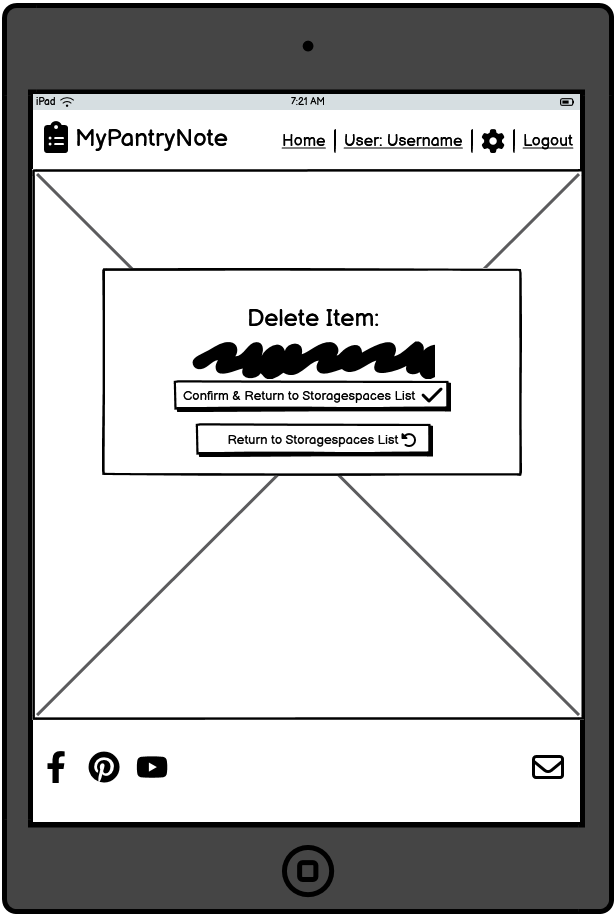 iPad 7:21 AM
MyPantryNote Home User: Username Logout
Delete Item:
Confirm & Return to Storagespaces List
Return to Storagespaces List